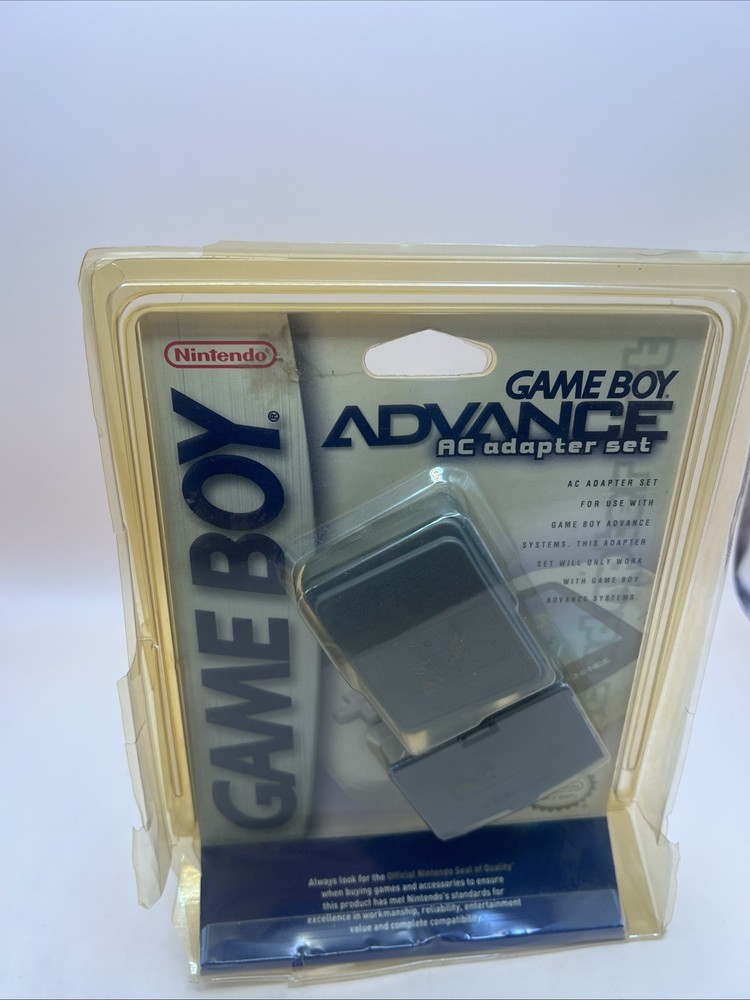 Nintendo®
GAME BOY®
GAME BOY
ADVANCE
AC adapter set
AC ADAPTER SET
FOR USE WITH
GAME BOY ADVANCE
SYSTEMS. THIS ADAPTER
SET WILL ONLY WORK
WITH GAME BOY
ADVANCE SYSTEMS.
Always look for the Official Nintendo Seal of Quality
when buying games and accessories to ensure
this product has met Nintendo's standards for
excellence in workmanship, reliability, entertainment
value and complete compatibility.